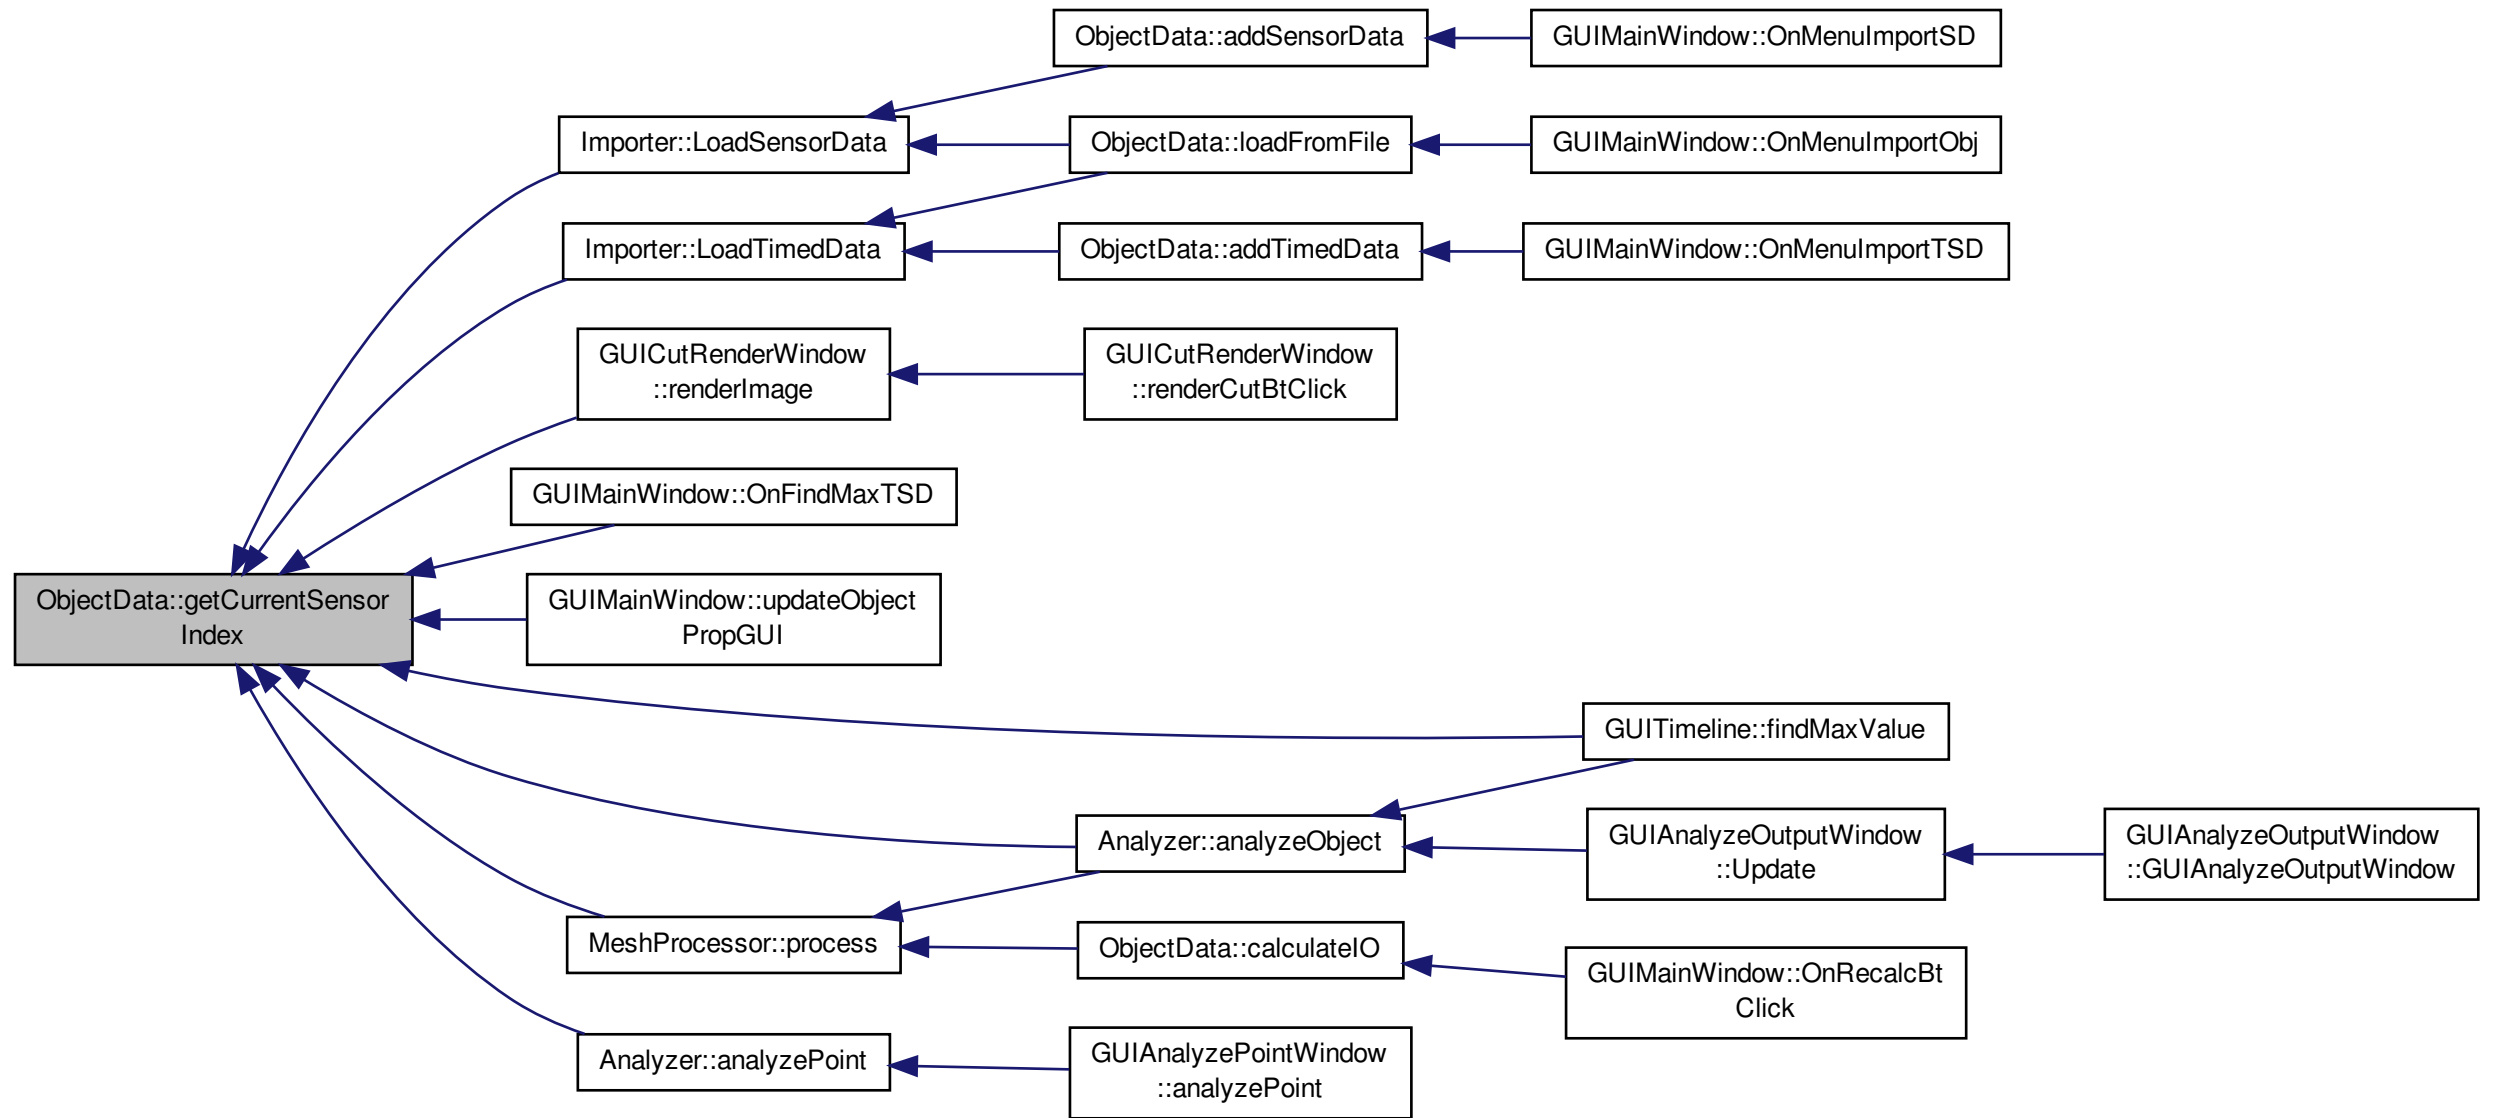 ObjectData::addSensorData
GUIMainWindow::OnMenuImportSD
Importer::LoadSensorData
ObjectData::loadFromFile
GUIMainWindow::OnMenuImportObj
Importer::LoadTimedData
ObjectData::addTimedData
GUIMainWindow::OnMenuImportTSD
GUICutRenderWindow
::renderImage
GUICutRenderWindow
::renderCutBtClick
GUIMainWindow::OnFindMaxTSD
ObjectData::getCurrentSensor
Index
GUIMainWindow::updateObject
PropGUI
GUITimeline::findMaxValue
Analyzer::analyzeObject
GUIAnalyzeOutputWindow
::Update
GUIAnalyzeOutputWindow
::GUIAnalyzeOutputWindow
MeshProcessor::process
ObjectData::calculateIO
GUIMainWindow::OnRecalcBt
Click
Analyzer::analyzePoint
GUIAnalyzePointWindow
::analyzePoint